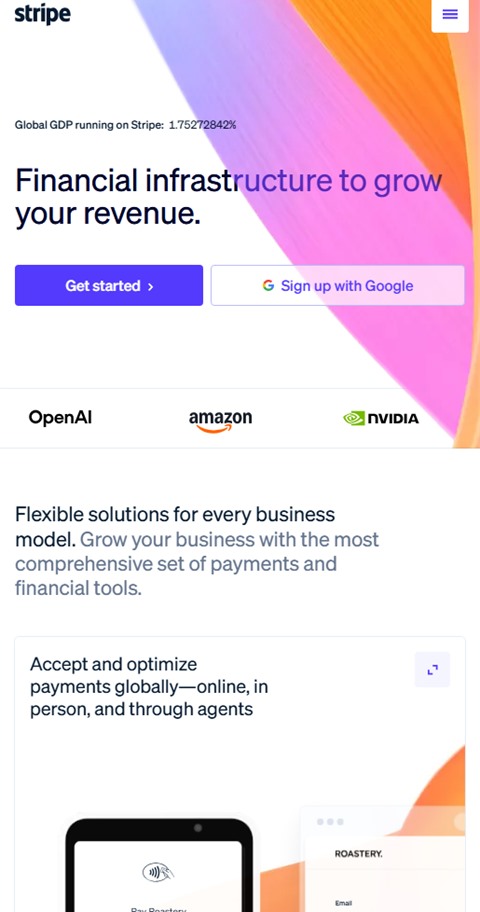 stripe
Global GDP running on Stripe: 1.75272842%
Financial infrastructure to grow
your revenue.
Get started
Sign up with Google
OpenAI
amazon
NVIDIA
Flexible solutions for every business
model. Grow your business with the most
comprehensive set of payments and
financial tools.
Accept and optimize
payments globally—online, in
person, and through agents
ROASTERY.
Pay Roastery
Email